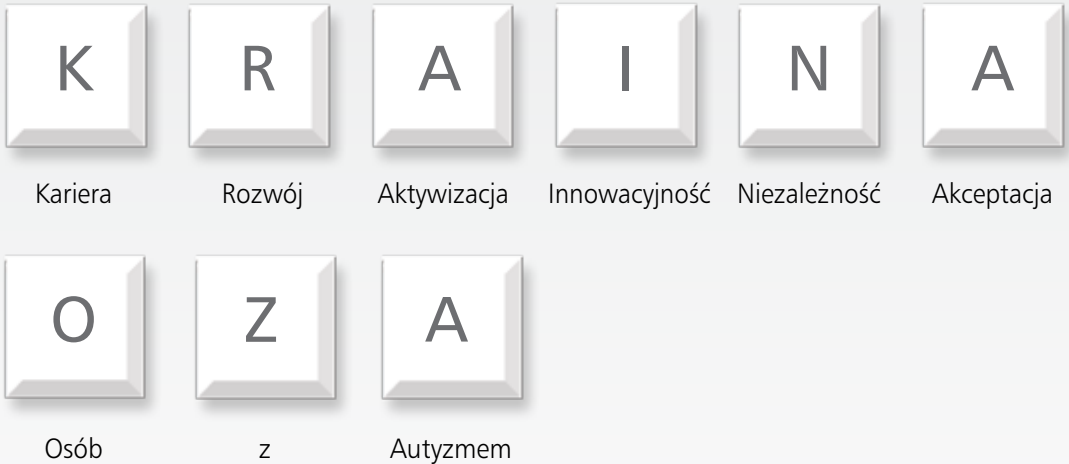 K R A I N A
Kariera Rozwój Aktywizacja Innowacyjność Niezależność Akceptacja
O Z A
Osób z Autyzmem